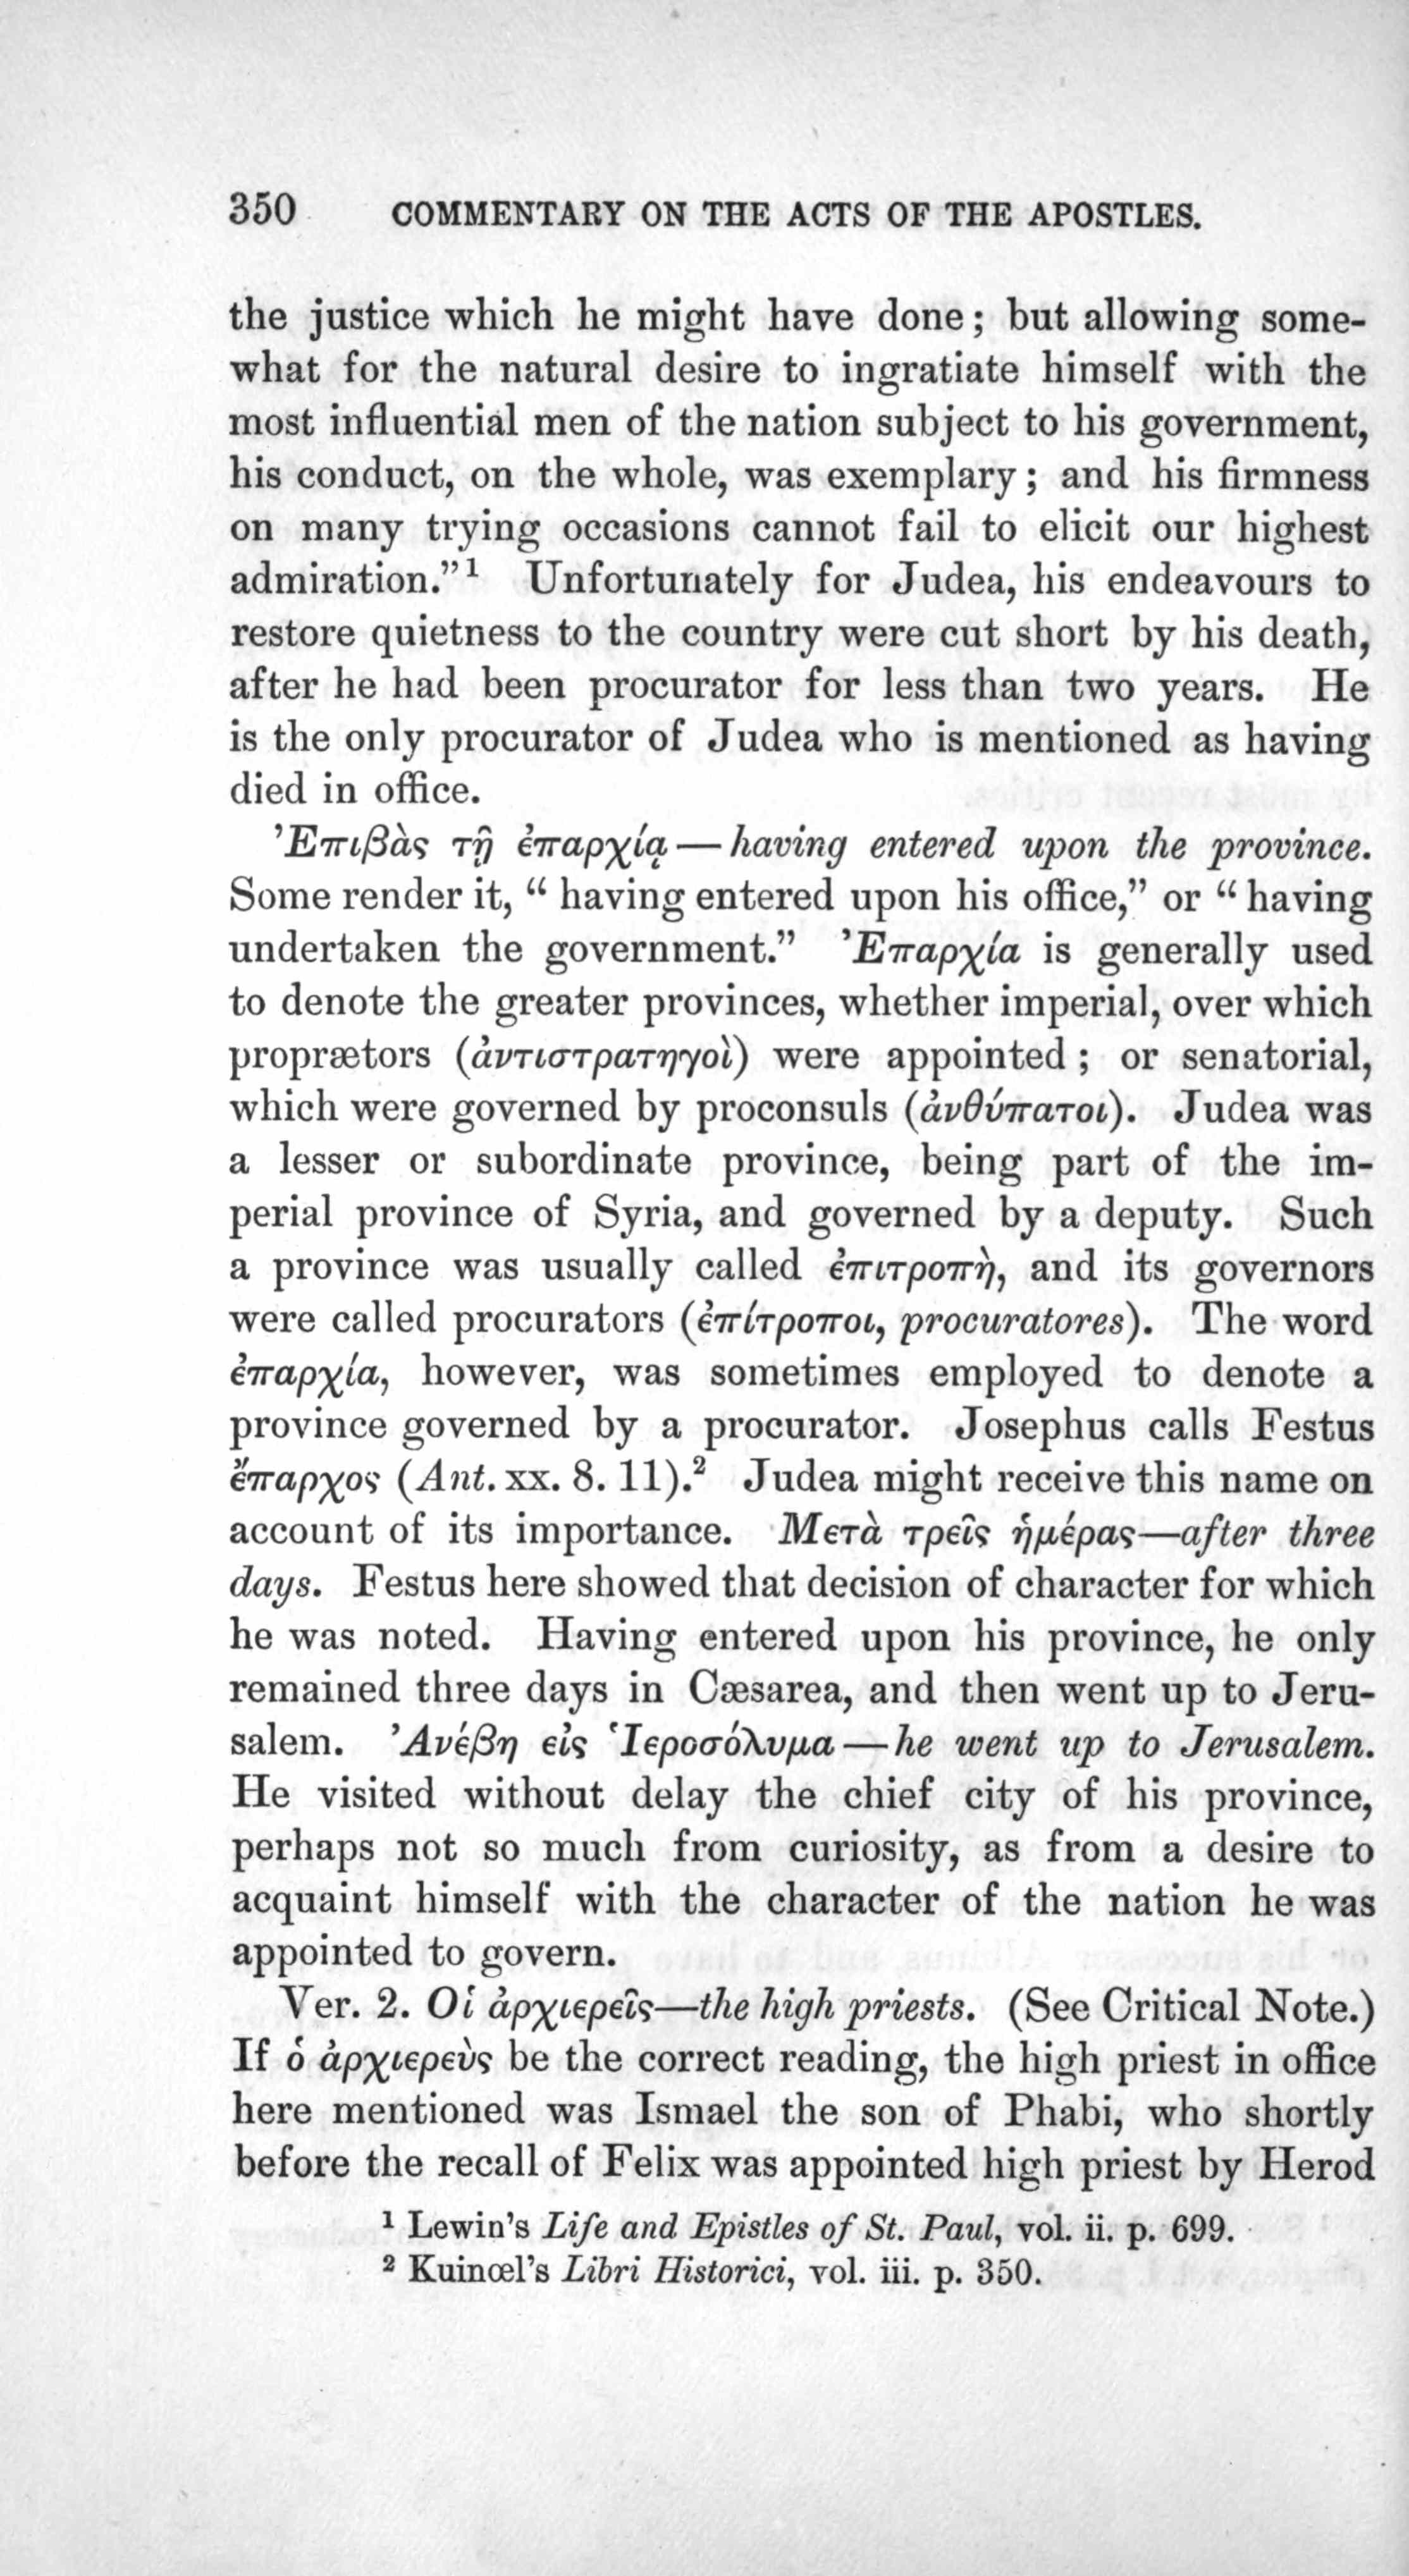 350 COMMENTARY ON THE ACTS OF THE APOSTLES.
the justice which he might have done; but allowing some-
what for the natural desire to ingratiate himself with the
most influential men of the nation subject to his government,
his conduct, on the whole, was exemplary; and his firmness
on many trying occasions cannot fail to elicit our highest
admiration.”¹ Unfortunately for Judea, his endeavours to
restore quietness to the country were cut short by his death,
after he had been procurator for less than two years. He
is the only procurator of Judea who is mentioned as having
died in office.
Ἐπιβὰς τῇ ἐπαρχίᾳ—having entered upon the province.
Some render it, “having entered upon his office,” or “having
undertaken the government.” Ἐπαρχία is generally used
to denote the greater provinces, whether imperial, over which
proprætors (ἀντιστρατηγοὶ) were appointed; or senatorial,
which were governed by proconsuls (ἀνθύπατοι). Judea was
a lesser or subordinate province, being part of the im-
perial province of Syria, and governed by a deputy. Such
a province was usually called ἐπιτροπὴ, and its governors
were called procurators (ἐπίτροποι, procuratores). The word
ἐπαρχία, however, was sometimes employed to denote a
province governed by a procurator. Josephus calls Festus
ἔπαρχος (Ant. xx. 8. 11).² Judea might receive this name on
account of its importance. Μετὰ τρεῖς ἡμέρας—after three
days. Festus here showed that decision of character for which
he was noted. Having entered upon his province, he only
remained three days in Cæsarea, and then went up to Jeru-
salem. Ἀνέβη εἰς Ἱεροσόλυμα—he went up to Jerusalem.
He visited without delay the chief city of his province,
perhaps not so much from curiosity, as from a desire to
acquaint himself with the character of the nation he was
appointed to govern.
Ver. 2. Οἱ ἀρχιερεῖς—the high priests. (See Critical Note.)
If ὁ ἀρχιερεὺς be the correct reading, the high priest in office
here mentioned was Ismael the son of Phabi, who shortly
before the recall of Felix was appointed high priest by Herod
¹ Lewin’s Life and Epistles of St. Paul, vol. ii. p. 699.
² Kuinœl’s Libri Historici, vol. iii. p. 350.